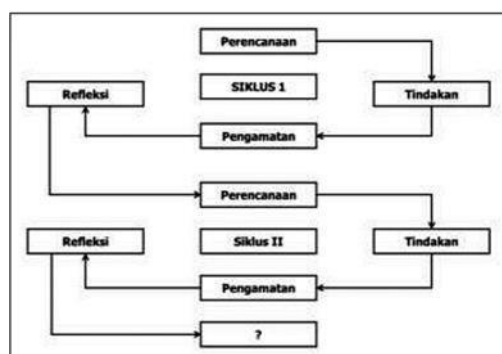 Perencanaan
Refleksi
SIKLUS 1
Tindakan
Pengamatan
Perencanaan
Refleksi
Siklus II
Tindakan
Pengamatan
?